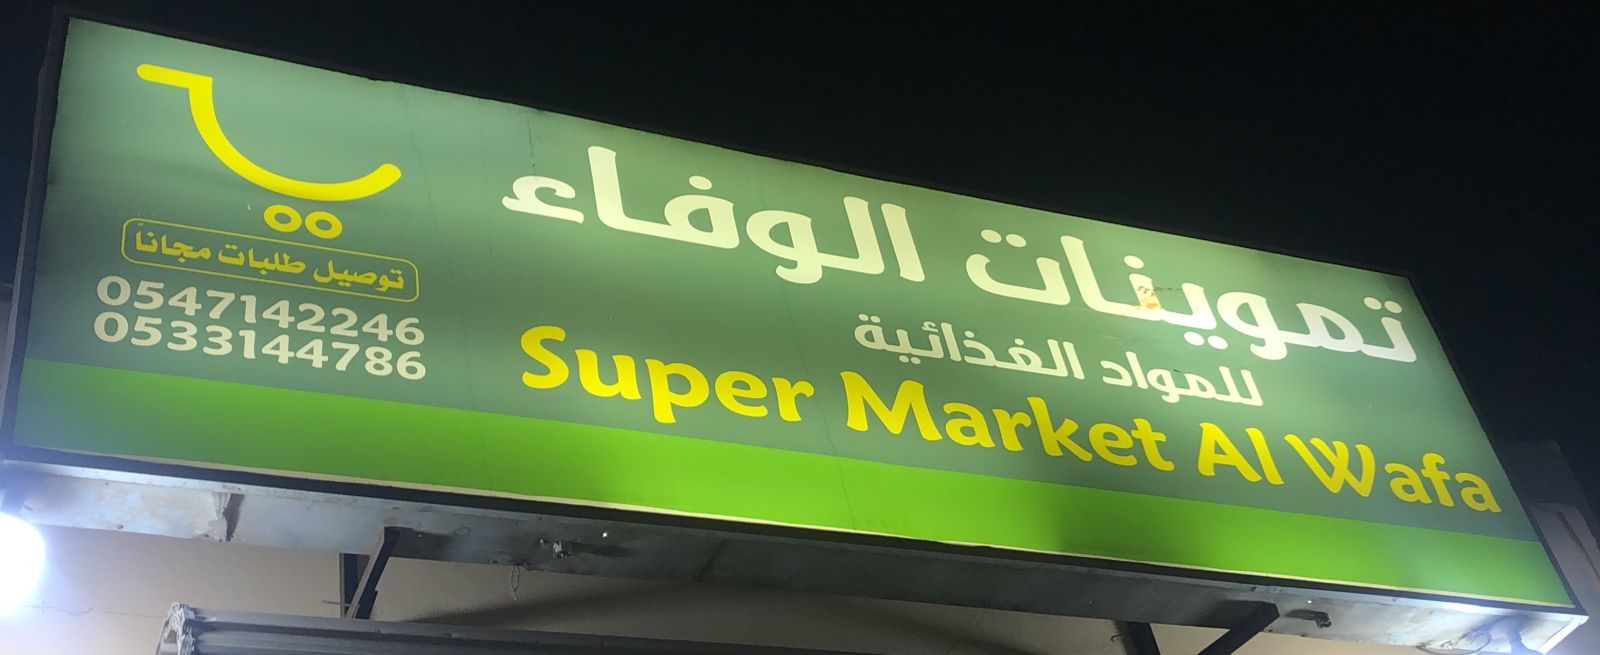 تموينات الوفاء
للمواد الغذائية
Super Market Al Wafa
توصيل طلبات مجاناً
0547142246
0533144786